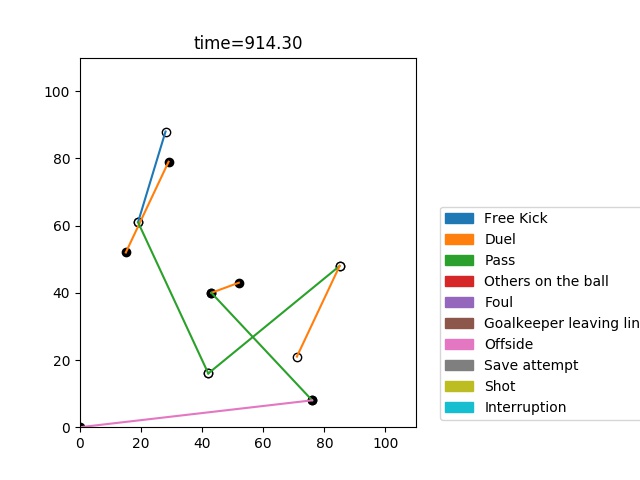 time=914.30
100
80
60
40
20
0
0 20 40 60 80 100
Free Kick
Duel
Pass
Others on the ball
Foul
Goalkeeper leaving lin
Offside
Save attempt
Shot
Interruption